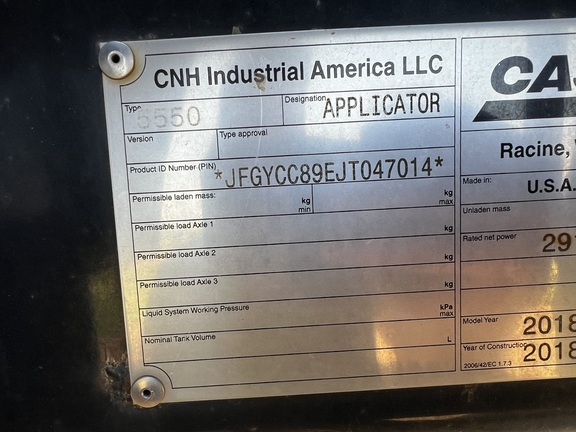 CNH Industrial America LLC
CAS
Type 5550
Designation APPLICATOR
Version
Type approval
Racine,
Product ID Number (PIN) *JFGYCC89EJT047014*
Made in: U.S.A.
Permissible laden mass: kg min kg max
Unladen mass
Permissible load Axle 1 kg
Rated net power 291
Permissible load Axle 2 kg
Permissible load Axle 3 kg
Liquid System Working Pressure kPa max
Model Year 2018
Nominal Tank Volume L
Year of Construction 2018
2006/42/EC 1.7.3